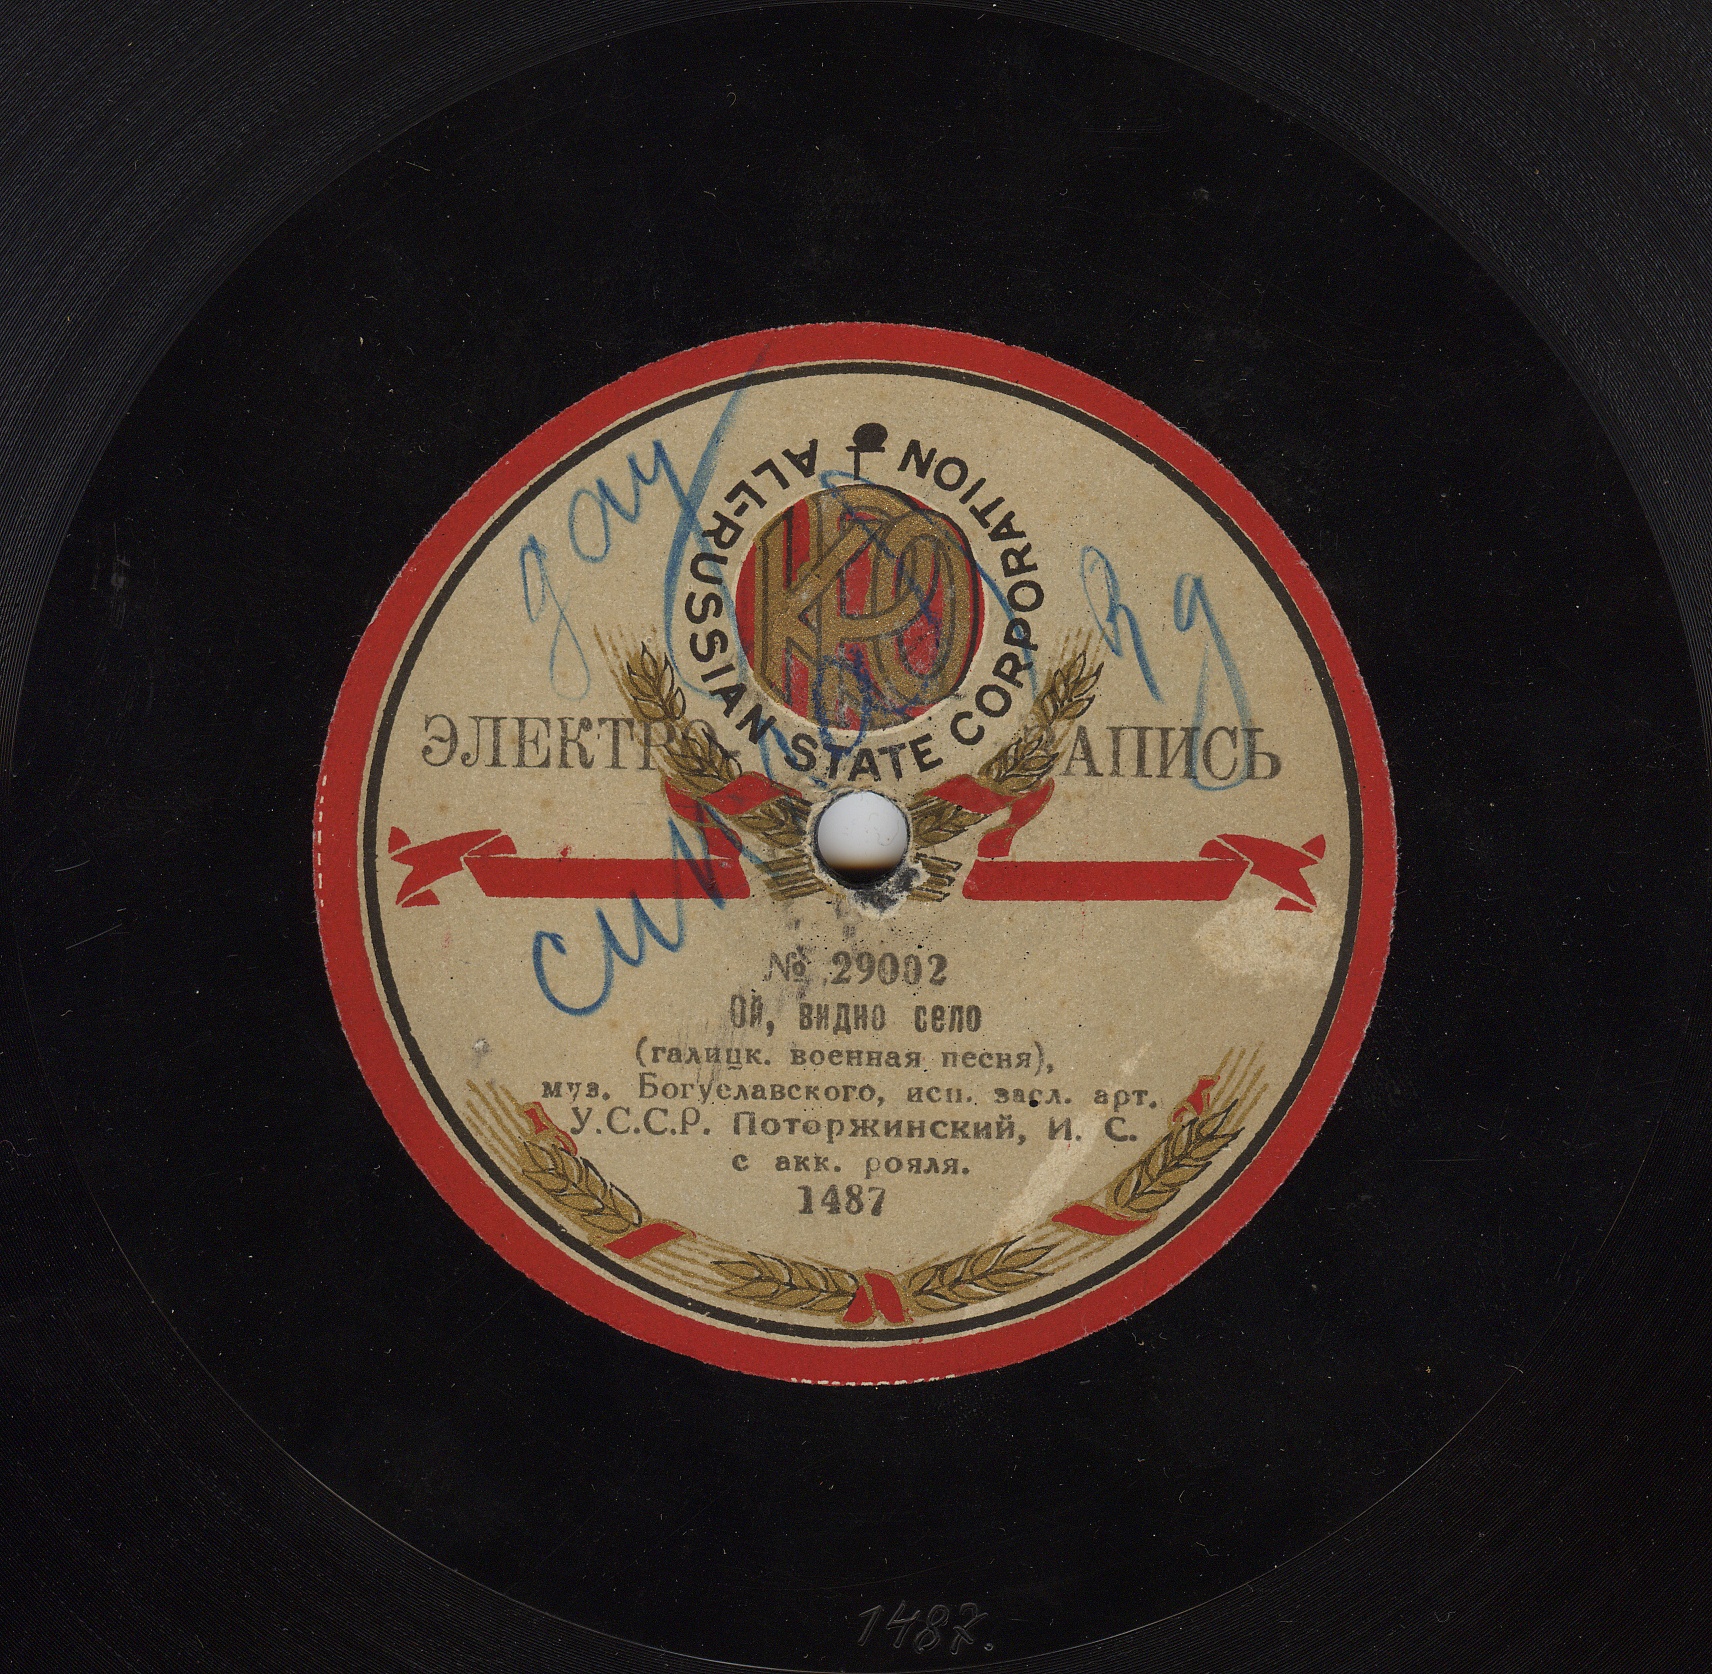 ALL-RUSSIAN STATE CORPORATION
ЭЛЕКТРО- ЗАПИСЬ
№ 29002
Ой, видно село
(галицк. военная песня),
муз. Богуславского, исп. засл. арт.
У.С.С.Р. Поторжинский, И. С.
с акк. рояля.
1487
1487.